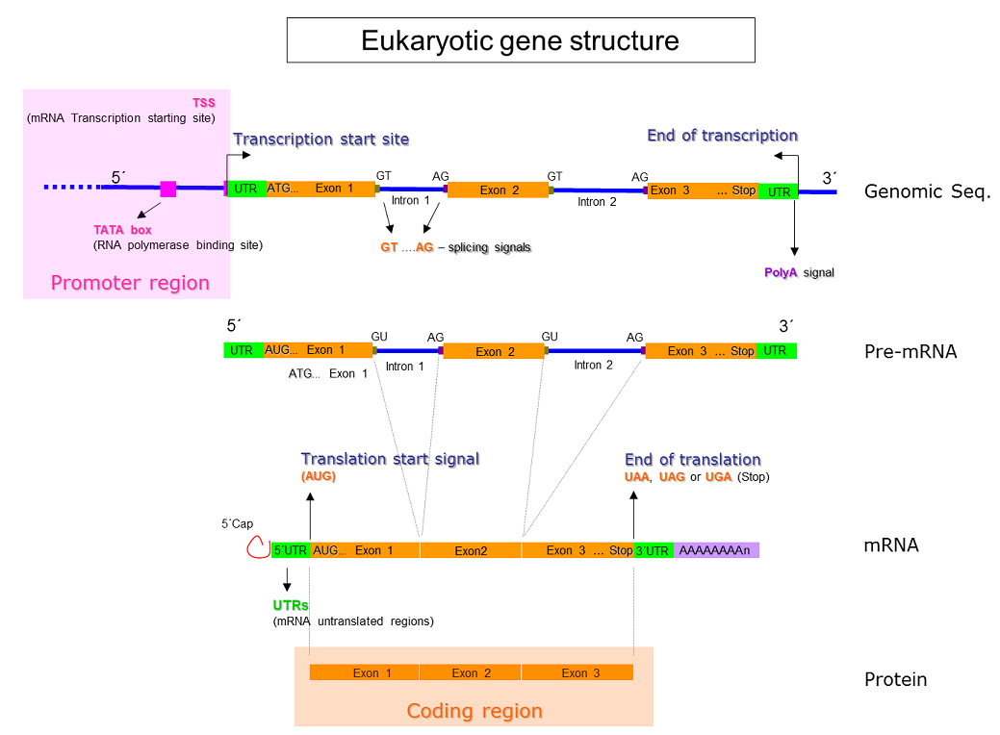 Eukaryotic gene structure
TSS
(mRNA Transcription starting site)
Transcription start site
End of transcription
5´
GT
AG
GT
AG
3´
UTR
ATG... Exon 1
Intron 1
Exon 2
Intron 2
Exon 3 ... Stop
UTR
Genomic Seq.
TATA box
(RNA polymerase binding site)
GT ....AG – splicing signals
Promoter region
PolyA signal
5´
3´
GU
AG
GU
AG
UTR
AUG... Exon 1
Intron 1
Exon 2
Intron 2
Exon 3 ... Stop
UTR
Pre-mRNA
ATG... Exon 1
Translation start signal
(AUG)
End of translation
UAA, UAG or UGA (Stop)
5´Cap
5´UTR
AUG... Exon 1
Exon2
Exon 3 ... Stop
3´UTR
AAAAAAAAn
mRNA
UTRs
(mRNA untranslated regions)
Exon 1
Exon 2
Exon 3
Protein
Coding region